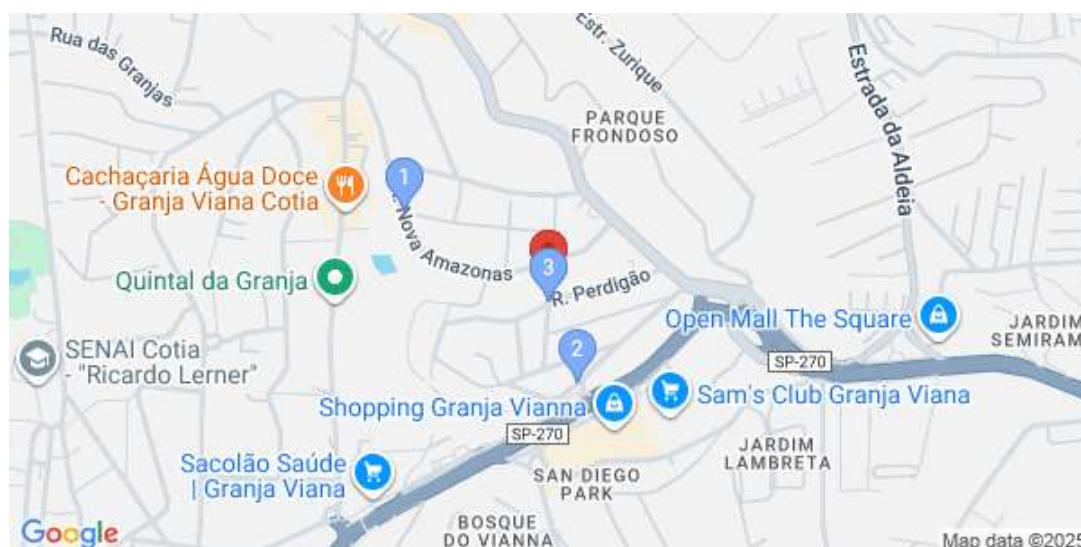 Rua das Granjas
Estr. Zurique
Estrada da Aldeia
PARQUE
FRONDOSO
Cachaçaria Água Doce
- Granja Viana Cotia
1
Nova Amazonas
Quintal da Granja
3
R. Perdigão
Open Mall The Square
JARDIM
SEMIRAM
SENAI Cotia
- "Ricardo Lerner"
2
SP-270
Shopping Granja Vianna
Sam's Club Granja Viana
SP-270
JARDIM
LAMBRETA
Sacolão Saúde
| Granja Viana
SAN DIEGO
PARK
BOSQUE
DO VIANNA
Google
Map data ©2025